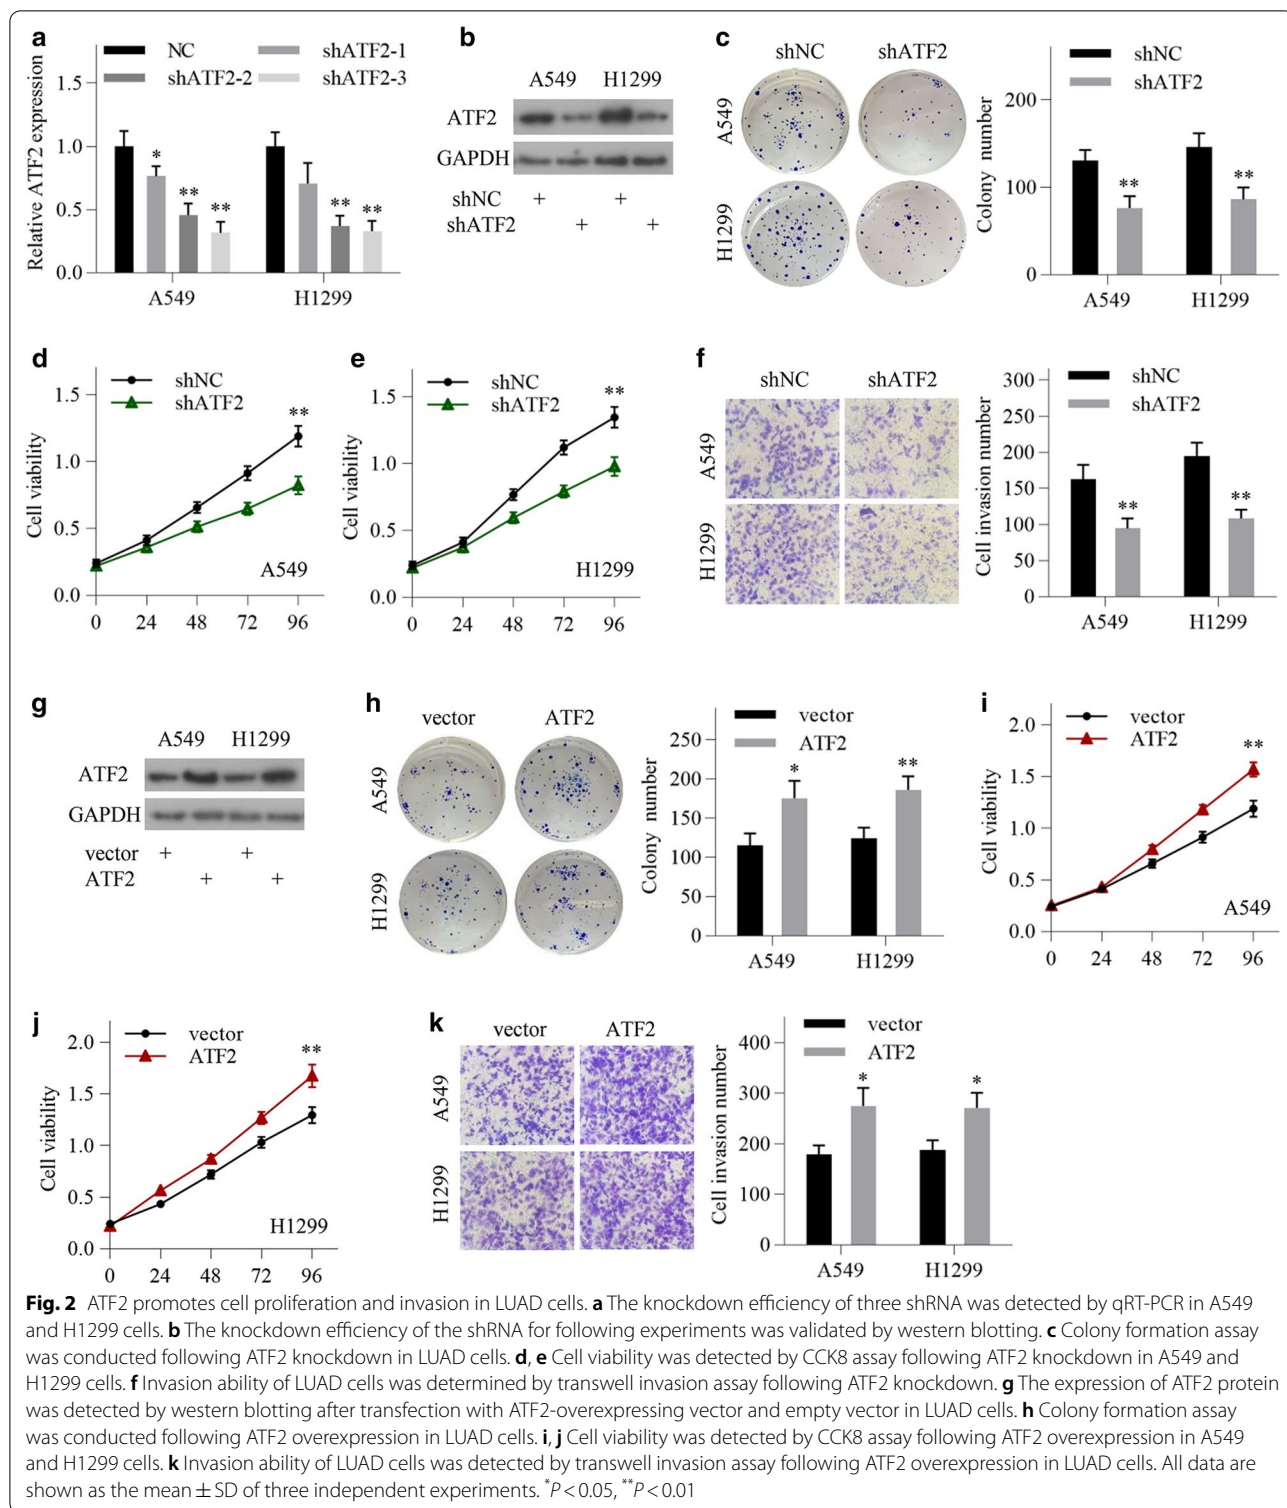 a
NC
shATF2-1
shATF2-2
shATF2-3
Relative ATF2 expression
1.5
1.0
0.5
0.0
*
**
**
**
**
A549
H1299
b
A549
H1299
ATF2
GAPDH
shNC
+
+
shATF2
+
+
c
shNC
shATF2
A549
H1299
shNC
shATF2
Colony number
200
100
0
**
**
A549
H1299
d
shNC
shATF2
Cell viability
1.5
1.0
0.5
0.0
**
A549
0
24
48
72
96
e
shNC
shATF2
Cell viability
1.5
1.0
0.5
0.0
**
H1299
0
24
48
72
96
f
shNC
shATF2
A549
H1299
shNC
shATF2
Cell invasion number
300
250
200
150
100
50
0
**
**
A549
H1299
g
A549
H1299
ATF2
GAPDH
vector
+
+
ATF2
+
+
h
vector
ATF2
A549
H1299
vector
ATF2
Colony number
250
200
150
100
50
0
*
**
A549
H1299
i
vector
ATF2
Cell viability
2.0
1.5
1.0
0.5
0.0
**
A549
0
24
48
72
96
j
vector
ATF2
Cell viability
2.0
1.5
1.0
0.5
0.0
**
H1299
0
24
48
72
96
k
vector
ATF2
A549
H1299
vector
ATF2
Cell invasion number
400
300
200
100
0
*
*
A549
H1299
Fig. 2 ATF2 promotes cell proliferation and invasion in LUAD cells. a The knockdown efficiency of three shRNA was detected by qRT-PCR in A549
and H1299 cells. b The knockdown efficiency of the shRNA for following experiments was validated by western blotting. c Colony formation assay
was conducted following ATF2 knockdown in LUAD cells. d, e Cell viability was detected by CCK8 assay following ATF2 knockdown in A549 and
H1299 cells. f Invasion ability of LUAD cells was determined by transwell invasion assay following ATF2 knockdown. g The expression of ATF2 protein
was detected by western blotting after transfection with ATF2-overexpressing vector and empty vector in LUAD cells. h Colony formation assay
was conducted following ATF2 overexpression in LUAD cells. i, j Cell viability was detected by CCK8 assay following ATF2 overexpression in A549
and H1299 cells. k Invasion ability of LUAD cells was detected by transwell invasion assay following ATF2 overexpression in LUAD cells. All data are
shown as the mean ± SD of three independent experiments. *P < 0.05, **P < 0.01